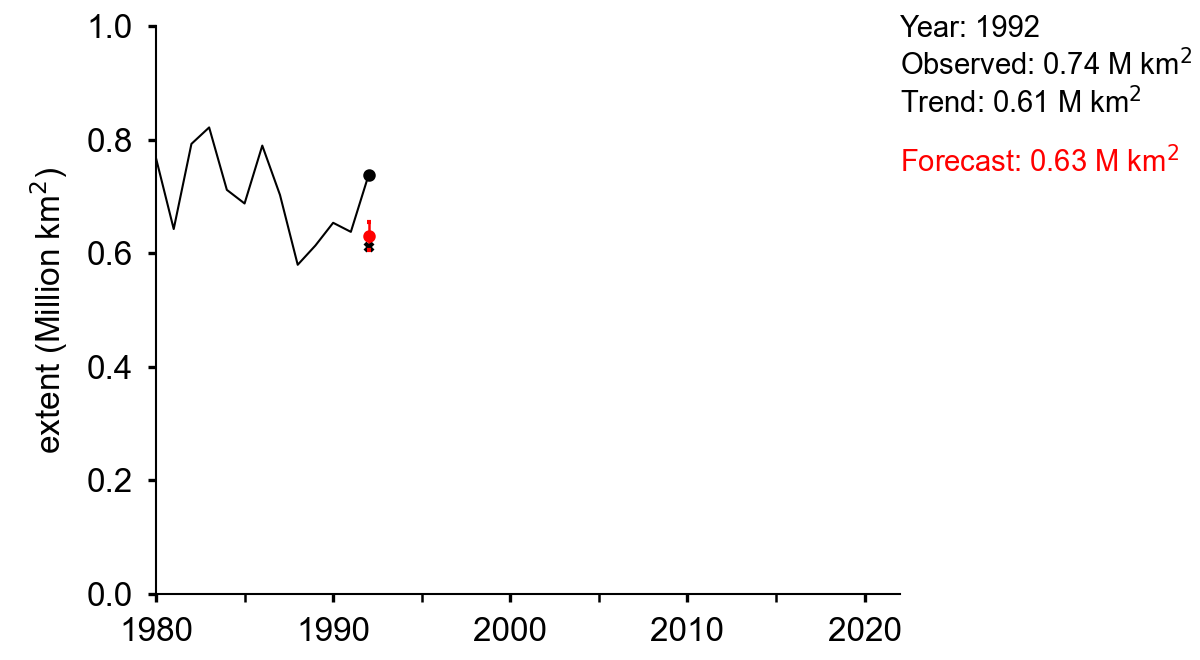 Year: 1992
Observed: 0.74 M km²
Trend: 0.61 M km²
Forecast: 0.63 M km²
extent (Million km²)
1.0
0.8
0.6
0.4
0.2
0.0
1980 1990 2000 2010 2020